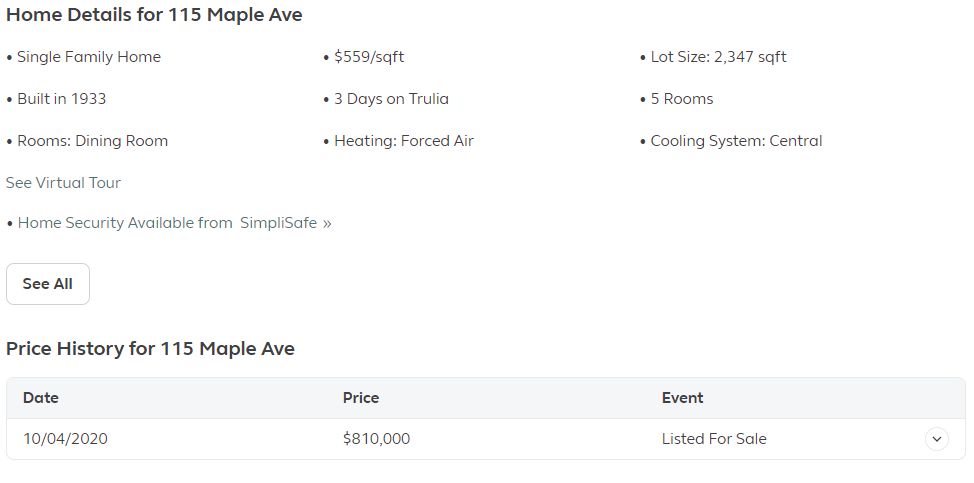 Home Details for 115 Maple Ave
• Single Family Home • $559/sqft • Lot Size: 2,347 sqft
• Built in 1933 • 3 Days on Trulia • 5 Rooms
• Rooms: Dining Room • Heating: Forced Air • Cooling System: Central
See Virtual Tour
• Home Security Available from SimpliSafe »
See All
Price History for 115 Maple Ave
Date Price Event
10/04/2020 $810,000 Listed For Sale